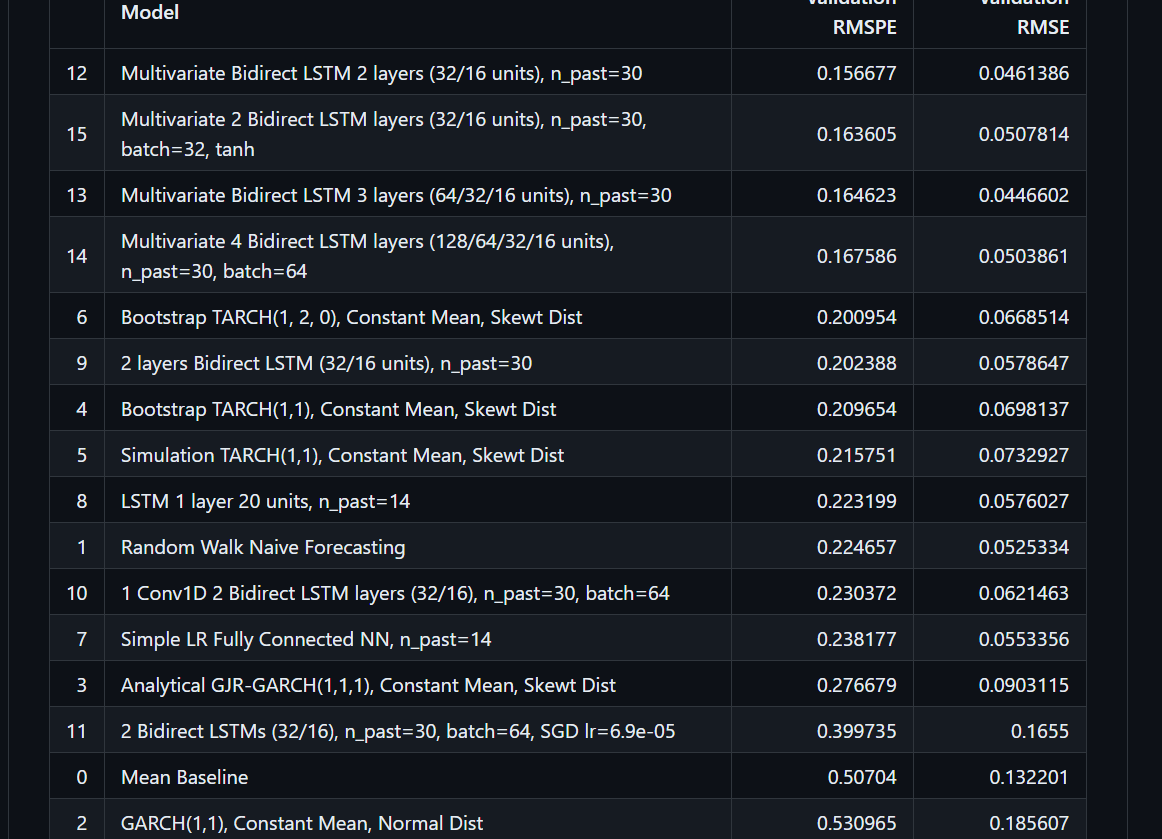 Validation Validation
Model RMSPE RMSE
12 Multivariate Bidirect LSTM 2 layers (32/16 units), n_past=30 0.156677 0.0461386
15 Multivariate 2 Bidirect LSTM layers (32/16 units), n_past=30, batch=32, tanh 0.163605 0.0507814
13 Multivariate Bidirect LSTM 3 layers (64/32/16 units), n_past=30 0.164623 0.0446602
14 Multivariate 4 Bidirect LSTM layers (128/64/32/16 units), n_past=30, batch=64 0.167586 0.0503861
6 Bootstrap TARCH(1, 2, 0), Constant Mean, Skewt Dist 0.200954 0.0668514
9 2 layers Bidirect LSTM (32/16 units), n_past=30 0.202388 0.0578647
4 Bootstrap TARCH(1,1), Constant Mean, Skewt Dist 0.209654 0.0698137
5 Simulation TARCH(1,1), Constant Mean, Skewt Dist 0.215751 0.0732927
8 LSTM 1 layer 20 units, n_past=14 0.223199 0.0576027
1 Random Walk Naive Forecasting 0.224657 0.0525334
10 1 Conv1D 2 Bidirect LSTM layers (32/16), n_past=30, batch=64 0.230372 0.0621463
7 Simple LR Fully Connected NN, n_past=14 0.238177 0.0553356
3 Analytical GJR-GARCH(1,1,1), Constant Mean, Skewt Dist 0.276679 0.0903115
11 2 Bidirect LSTMs (32/16), n_past=30, batch=64, SGD lr=6.9e-05 0.399735 0.1655
0 Mean Baseline 0.50704 0.132201
2 GARCH(1,1), Constant Mean, Normal Dist 0.530965 0.185607